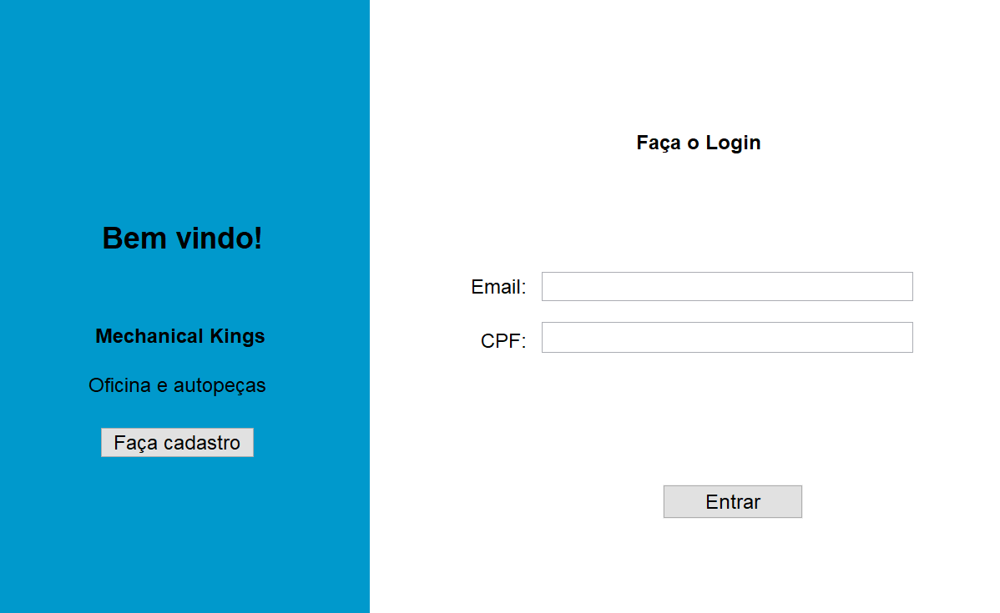 Bem vindo!
Mechanical Kings
Oficina e autopeças
Faça cadastro
Faça o Login
Email:
CPF:
Entrar